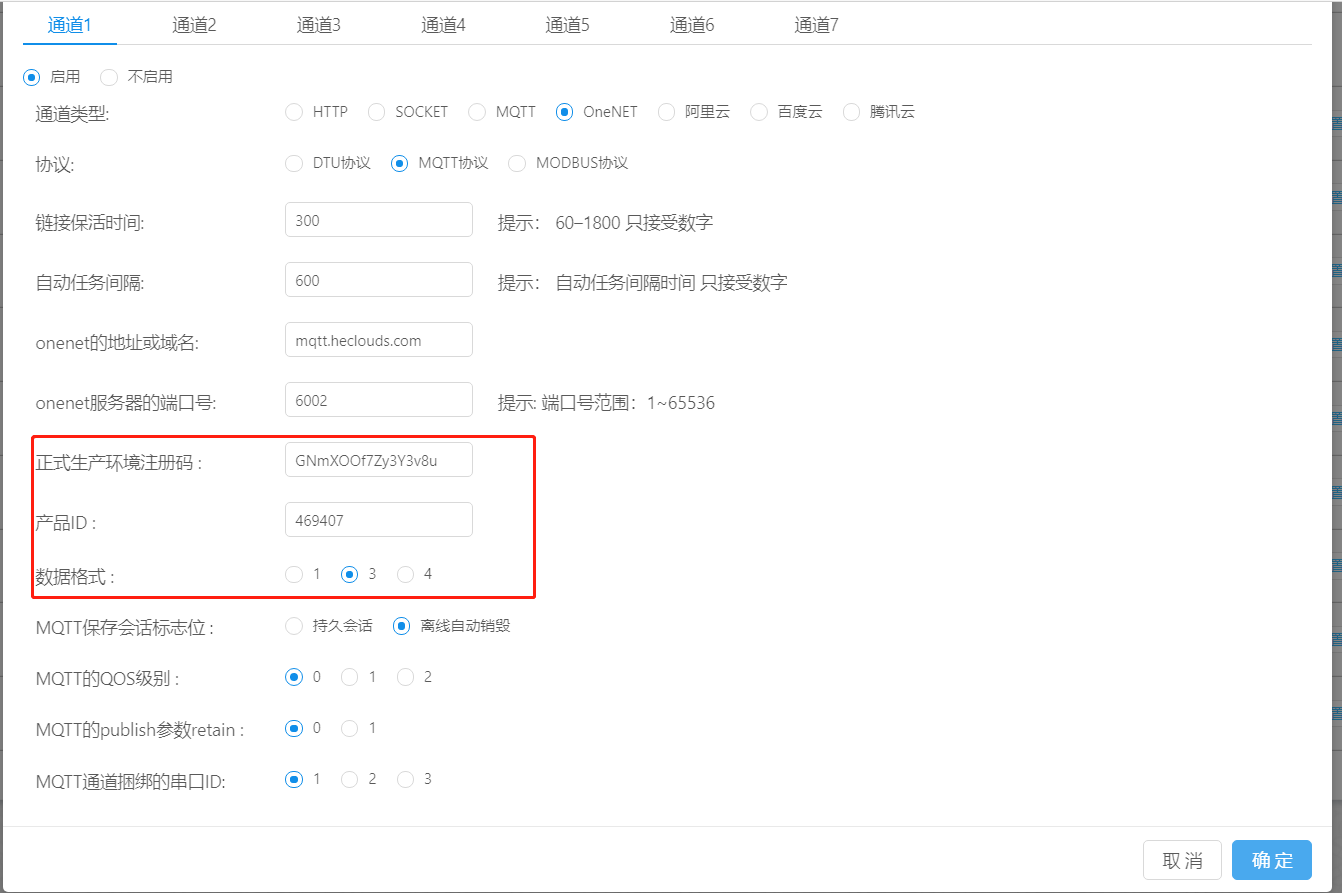 通道1 通道2 通道3 通道4 通道5 通道6 通道7
启用 不启用
通道类型: HTTP SOCKET MQTT OneNET 阿里云 百度云 腾讯云
协议: DTU协议 MQTT协议 MODBUS协议
链接保活时间: 300 提示: 60-1800 只接受数字
自动任务间隔: 600 提示: 自动任务间隔时间 只接受数字
onenet的地址或域名: mqtt.heclouds.com
onenet服务器的端口号: 6002 提示: 端口号范围: 1~65536
正式生产环境注册码 : GNmXOOf7Zy3Y3v8u
产品ID : 469407
数据格式 : 1 3 4
MQTT保存会话标志位 : 持久会话 离线自动销毁
MQTT的QOS级别 : 0 1 2
MQTT的publish参数retain : 0 1
MQTT通道捆绑的串口ID: 1 2 3
取消 确定